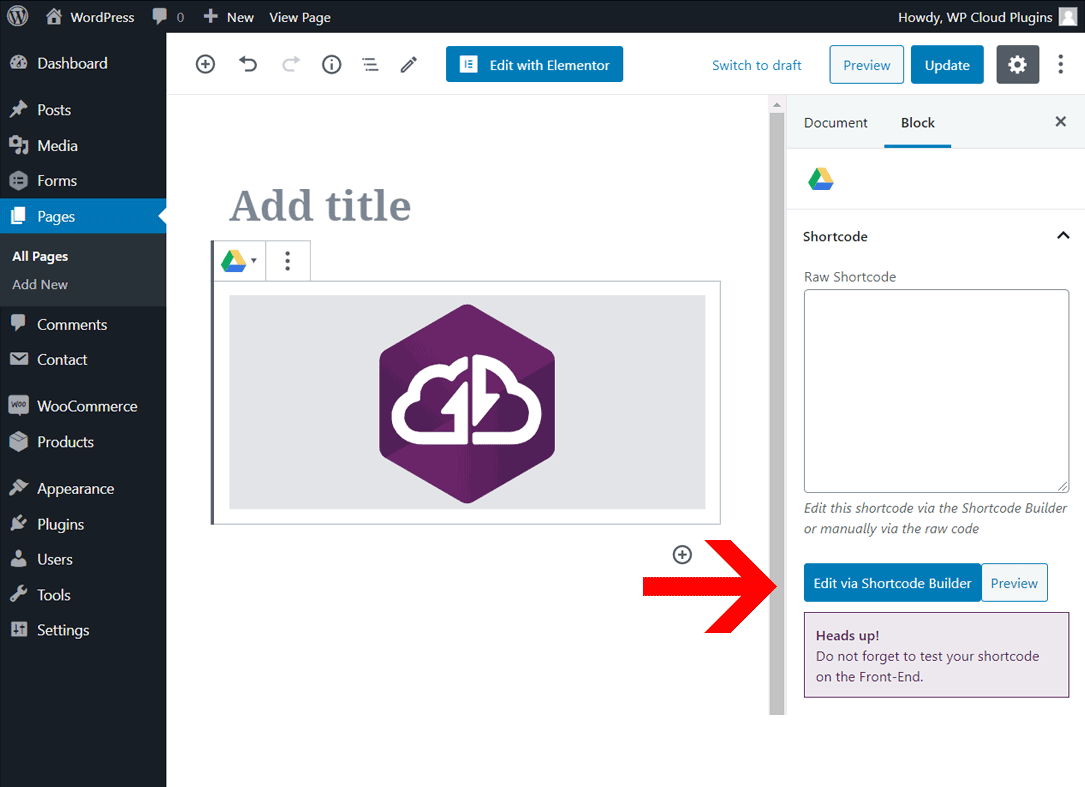 WordPress 0 New View Page Howdy, WP Cloud Plugins
Dashboard
Posts
Media
Forms
Pages
All Pages
Add New
Comments
Contact
WooCommerce
Products
Appearance
Plugins
Users
Tools
Settings
Edit with Elementor Switch to draft Preview Update
Add title
Document Block
Shortcode
Raw Shortcode
Edit this shortcode via the Shortcode Builder
or manually via the raw code
Edit via Shortcode Builder Preview
Heads up!
Do not forget to test your shortcode
on the Front-End.